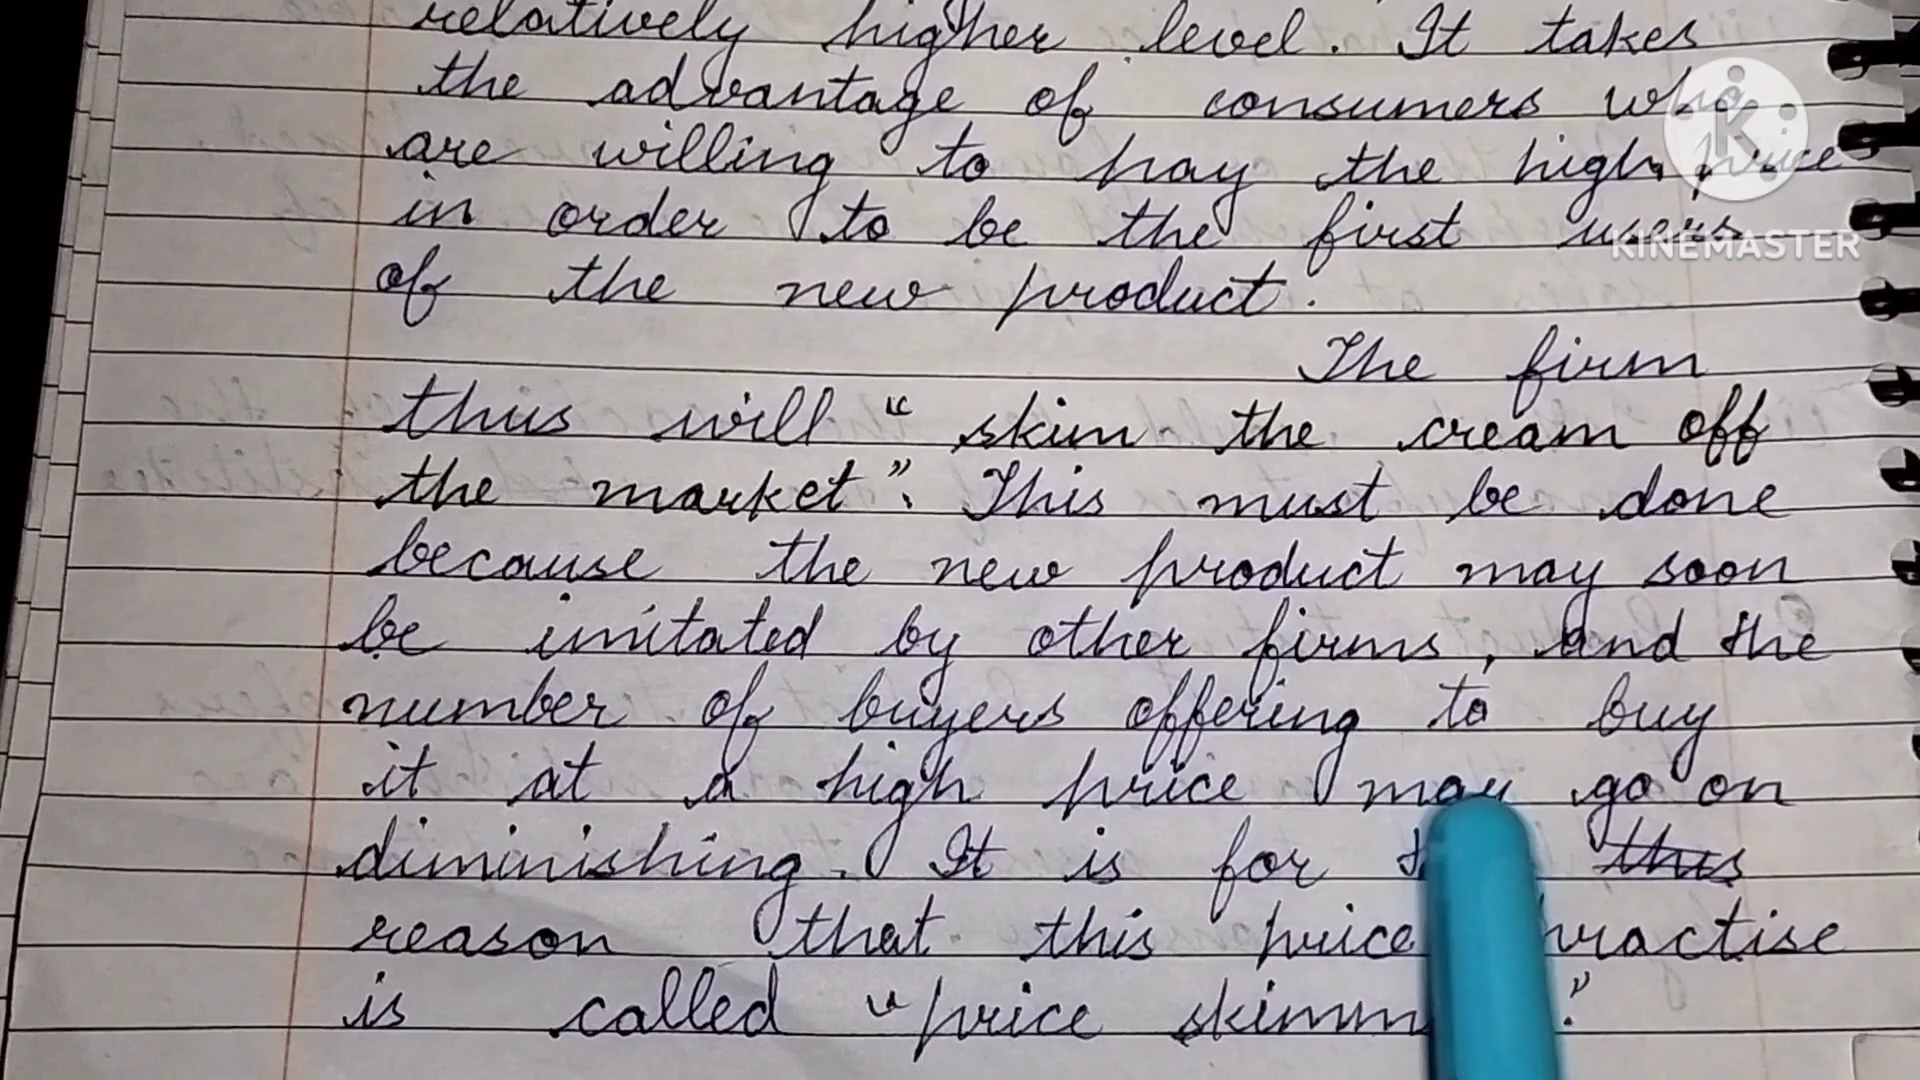 relatively higher level. It takes
the advantage of consumers who
are willing to pay the high price
in order to be the first users
KINEMASTER
of the new product.
The firm
thus will "skim the cream off
the market". This must be done
because the new product may soon
be imitated by other firms, and the
number of buyers offering to buy
it at a high price may go on
diminishing. It is for this
reason that this price practise
is called "price